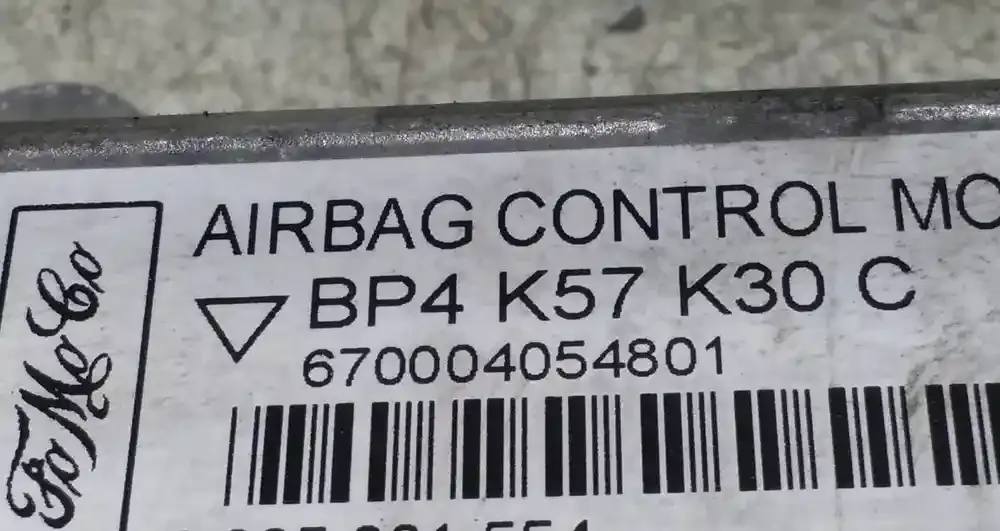 AIRBAG CONTROL MO
BP4 K57 K30 C
670004054801
FoMoCo